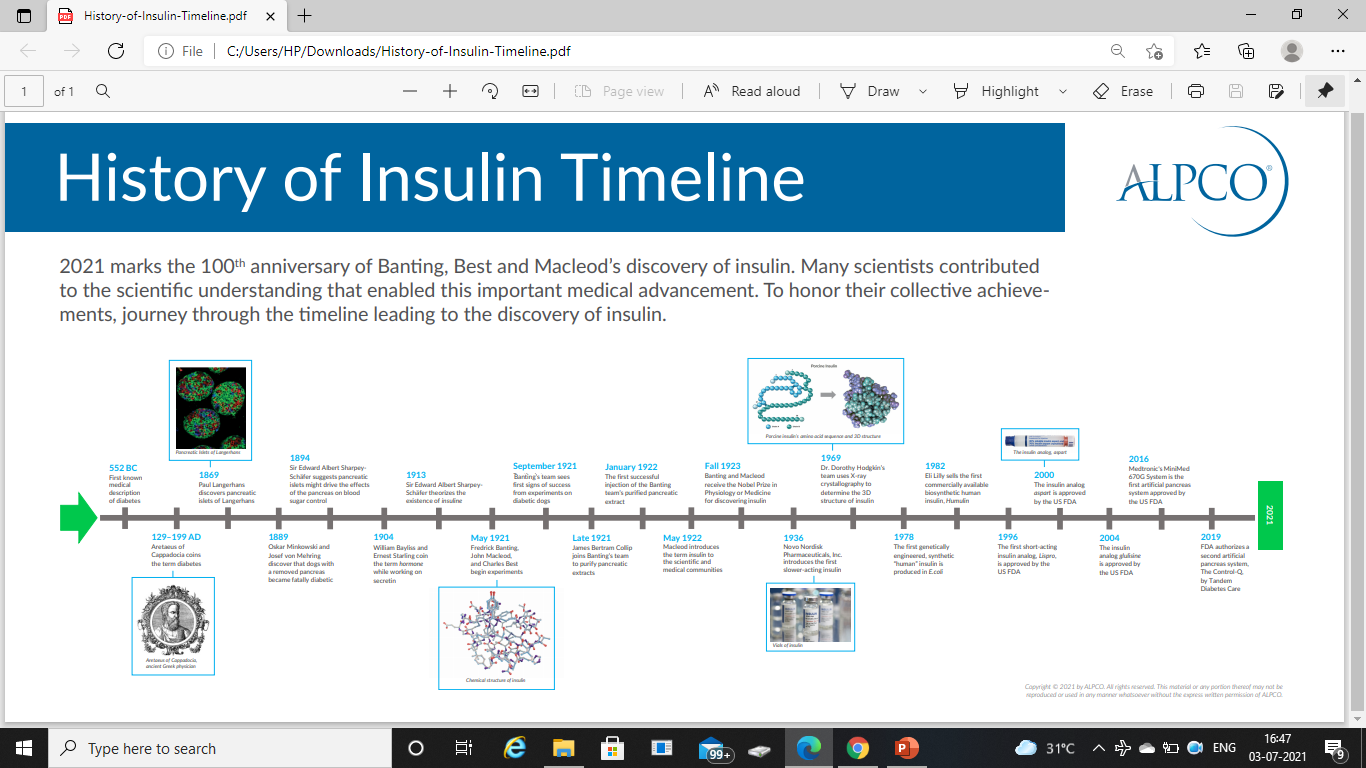 History-of-Insulin-Timeline.pdf
File
C:/Users/HP/Downloads/History-of-Insulin-Timeline.pdf
1
of 1
Page view
Read aloud
Draw
Highlight
Erase
History of Insulin Timeline
ALPCO®
2021 marks the 100th anniversary of Banting, Best and Macleod's discovery of insulin. Many scientists contributed
to the scientific understanding that enabled this important medical advancement. To honor their collective achieve-
ments, journey through the timeline leading to the discovery of insulin.
552 BC
First known
medical
description
of diabetes
129–199 AD
Aretaeus of
Cappadocia coins
the term diabetes
Aretaeus of Cappadocia,
ancient Greek physician
Pancreatic Islets of Langerhans
1869
Paul Langerhans
discovers pancreatic
islets of Langerhans
1889
Oskar Minkowski and
Josef von Mehring
discover that dogs with
a removed pancreas
became fatally diabetic
1894
Sir Edward Albert Sharpey-
Schäfer suggests pancreatic
islets might drive the effects
of the pancreas on blood
sugar control
1904
William Bayliss and
Ernest Starling coin
the term hormone
while working on
secretin
1913
Sir Edward Albert Sharpey-
Schäfer theorizes the
existence of insuline
May 1921
Fredrick Banting,
John Macleod,
and Charles Best
begin experiments
Chemical structure of insulin
September 1921
Banting's team sees
first signs of success
from experiments on
diabetic dogs
Late 1921
James Bertram Collip
joins Banting's team
to purify pancreatic
extracts
January 1922
The first successful
injection of the Banting
team's purified pancreatic
extract
May 1922
Macleod introduces
the term insulin to
the scientific and
medical communities
Fall 1923
Banting and Macleod
receive the Nobel Prize in
Physiology or Medicine
for discovering insulin
1936
Novo Nordisk
Pharmaceuticals, Inc.
introduces the first
slower-acting insulin
Vials of insulin
Porcine Insulin
Porcine insulin's amino acid sequence and 3D structure
1969
Dr. Dorothy Hodgkin's
team uses X-ray
crystallography to
determine the 3D
structure of insulin
1978
The first genetically
engineered, synthetic
"human" insulin is
produced in E.coli
1982
Eli Lilly sells the first
commercially available
biosynthetic human
insulin, Humulin
1996
The first short-acting
insulin analog, Lispro,
is approved by the
US FDA
The insulin analog, aspart
2000
The insulin analog
aspart is approved
by the US FDA
2004
The insulin
analog glulisine
is approved by
the US FDA
2016
Medtronic's MiniMed
670G System is the
first artificial pancreas
system approved by
the US FDA
2019
FDA authorizes a
second artificial
pancreas system,
The Control-Q,
by Tandem
Diabetes Care
2021
Copyright © 2021 by ALPCO. All rights reserved. This material or any portion thereof may not be
reproduced or used in any manner whatsoever without the express written permission of ALPCO.
Type here to search
99+
31°C
ENG
16:47
03-07-2021
9